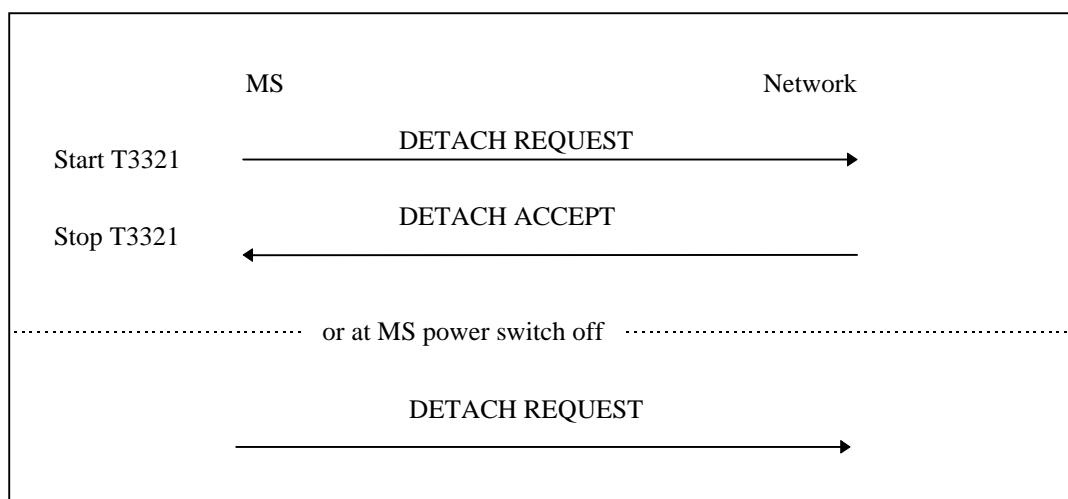 MS Network
Start T3321 DETACH REQUEST
Stop T3321 DETACH ACCEPT
or at MS power switch off
DETACH REQUEST